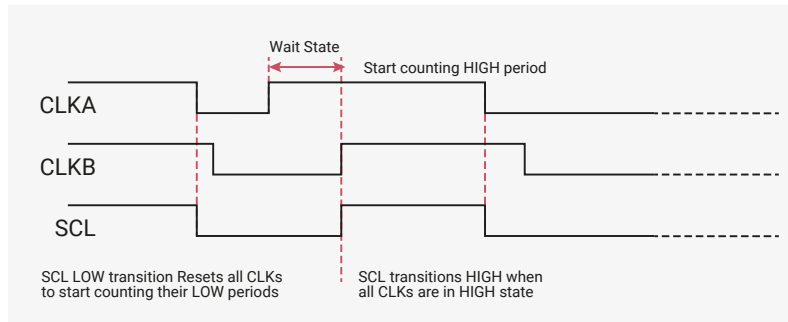 Wait State
Start counting HIGH period
CLKA
CLKB
SCL
SCL LOW transition Resets all CLKs
to start counting their LOW periods
SCL transitions HIGH when
all CLKs are in HIGH state